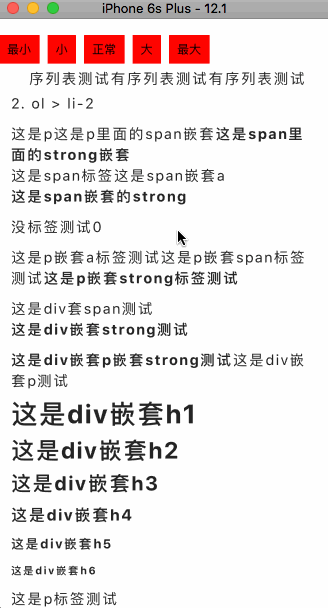 iPhone 6s Plus - 12.1
最小 小 正常 大 最大
序列表测试有序列表测试有序列表测试
2. ol > li-2
这是p这是p里面的span嵌套这是span里
面的strong嵌套
这是span标签这是span嵌套a
这是span嵌套的strong
没标签测试0
这是p嵌套a标签测试这是p嵌套span标签
测试这是p嵌套strong标签测试
这是div套span测试
这是div嵌套strong测试
这是div嵌套p嵌套strong测试这是div嵌
套p测试
这是div嵌套h1
这是div嵌套h2
这是div嵌套h3
这是div嵌套h4
这是div嵌套h5
这是div嵌套h6
这是p标签测试